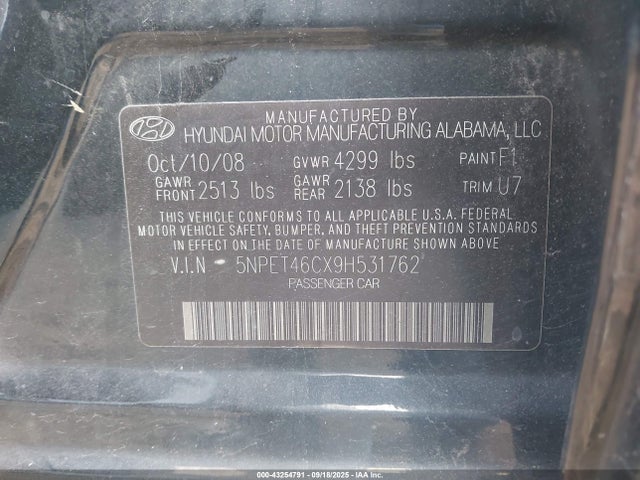 MANUFACTURED BY
HYUNDAI MOTOR MANUFACTURING ALABAMA, LLC
Oct/10/08 GVWR 4299 lbs PAINT F1
GAWR FRONT 2513 lbs GAWR REAR 2138 lbs TRIM U7
THIS VEHICLE CONFORMS TO ALL APPLICABLE U.S.A. FEDERAL
MOTOR VEHICLE SAFETY, BUMPER, AND THEFT PREVENTION
STANDARDS IN EFFECT ON THE DATE OF MANUFACTURE SHOWN ABOVE
V.I.N 5NPET46CX9H531762
PASSENGER CAR
000-43254791 - 09/18/2025 - COPART